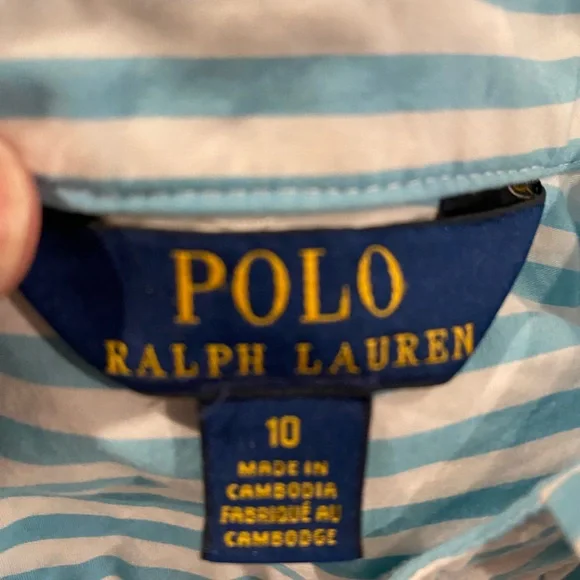 POLO
RALPH LAUREN
10
MADE IN
CAMBODIA
FABRIQUÉ AU
CAMBODGE